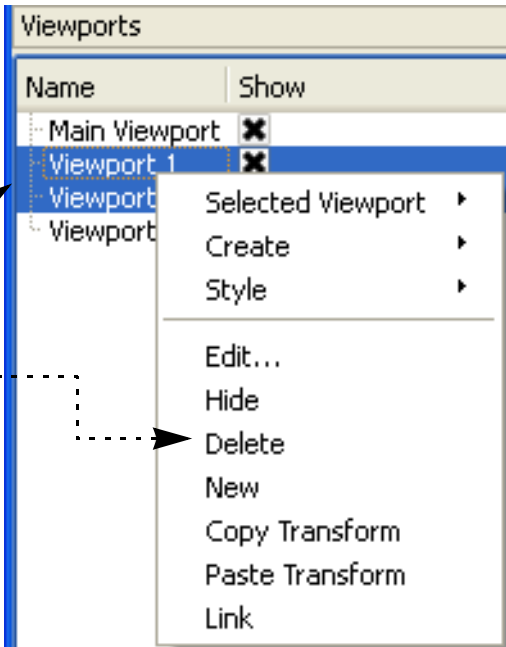 Viewports
Name Show
Main Viewport
Viewport 1
Viewport
Viewport
Selected Viewport
Create
Style
Edit...
Hide
Delete
New
Copy Transform
Paste Transform
Link